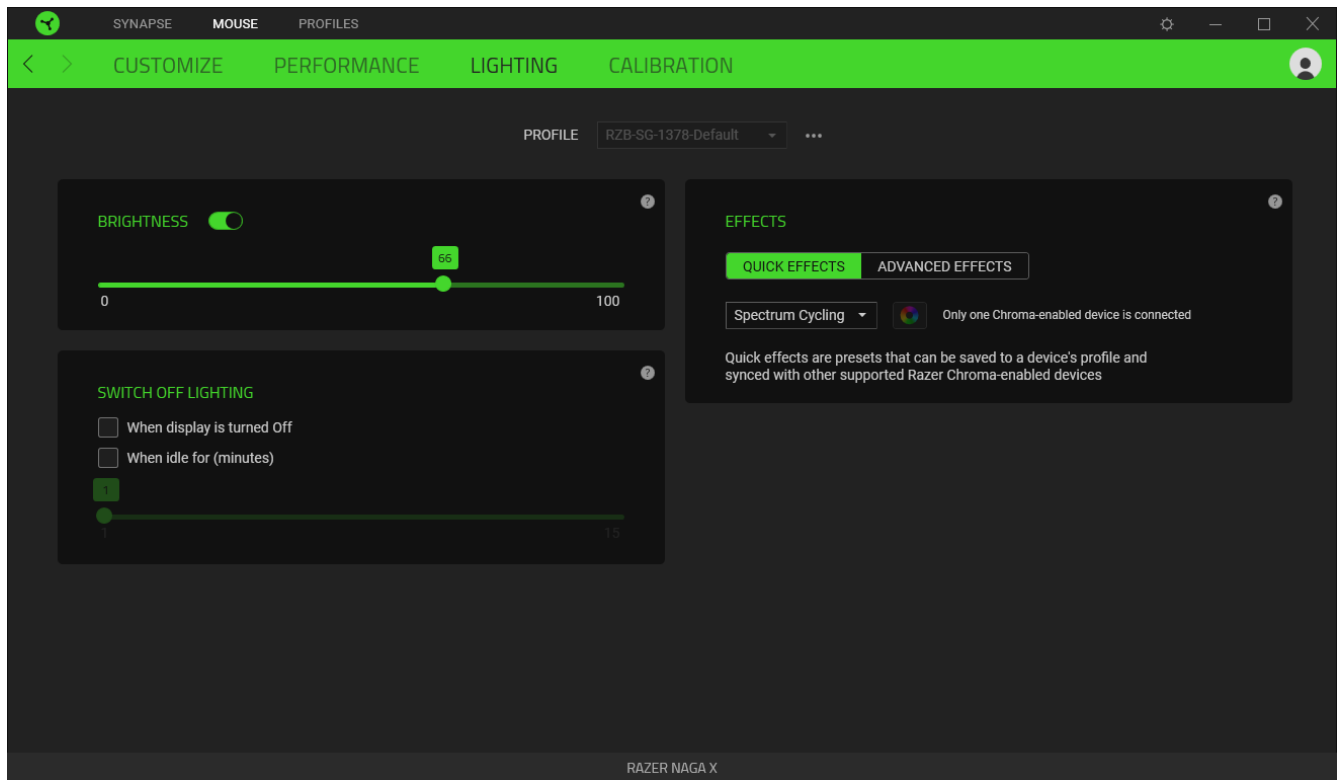 SYNAPSE MOUSE PROFILES
CUSTOMIZE PERFORMANCE LIGHTING CALIBRATION
PROFILE RZB-SG-1378-Default
BRIGHTNESS
66
0 100
SWITCH OFF LIGHTING
When display is turned Off
When idle for (minutes)
1
1 15
EFFECTS
QUICK EFFECTS ADVANCED EFFECTS
Spectrum Cycling Only one Chroma-enabled device is connected
Quick effects are presets that can be saved to a device's profile and
synced with other supported Razer Chroma-enabled devices
RAZER NAGA X